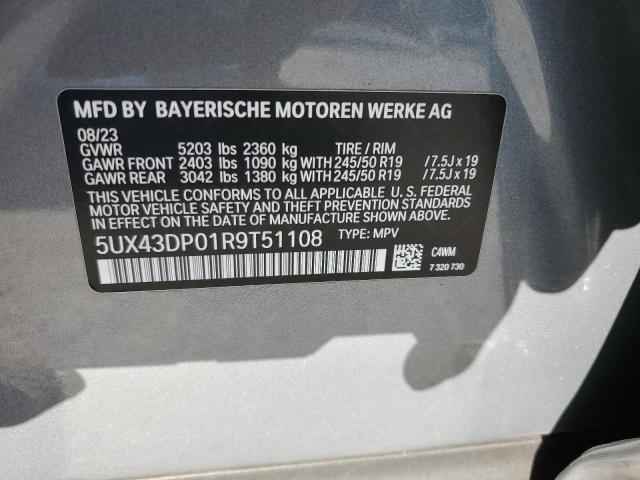 MFD BY BAYERISCHE MOTOREN WERKE AG
08/23
GVWR 5203 lbs 2360 kg TIRE / RIM
GAWR FRONT 2403 lbs 1090 kg WITH 245/50 R19 / 7.5J x 19
GAWR REAR 3042 lbs 1380 kg WITH 245/50 R19 / 7.5J x 19
THIS VEHICLE CONFORMS TO ALL APPLICABLE U. S. FEDERAL
MOTOR VEHICLE SAFETY AND THEFT PREVENTION STANDARDS
IN EFFECT ON THE DATE OF MANUFACTURE SHOWN ABOVE.
5UX43DP01R9T51108 TYPE: MPV
C4WM
7 320 730